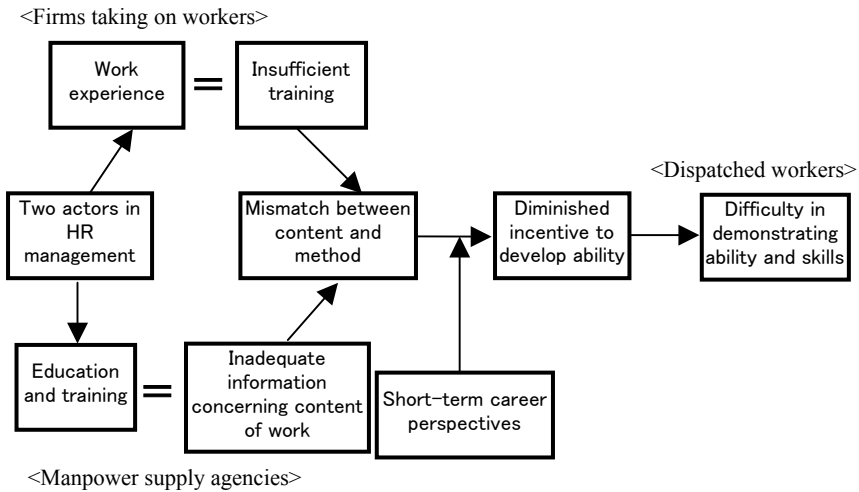 <Firms taking on workers>
Work
experience
=
Insufficient
training
<Dispatched workers>
Two actors in
HR
management
Mismatch between
content and
method
Diminished
incentive to
develop ability
Difficulty in
demonstrating
ability and skills
Education
and training
=
Inadequate
information
concerning content
of work
Short-term career
perspectives
<Manpower supply agencies>